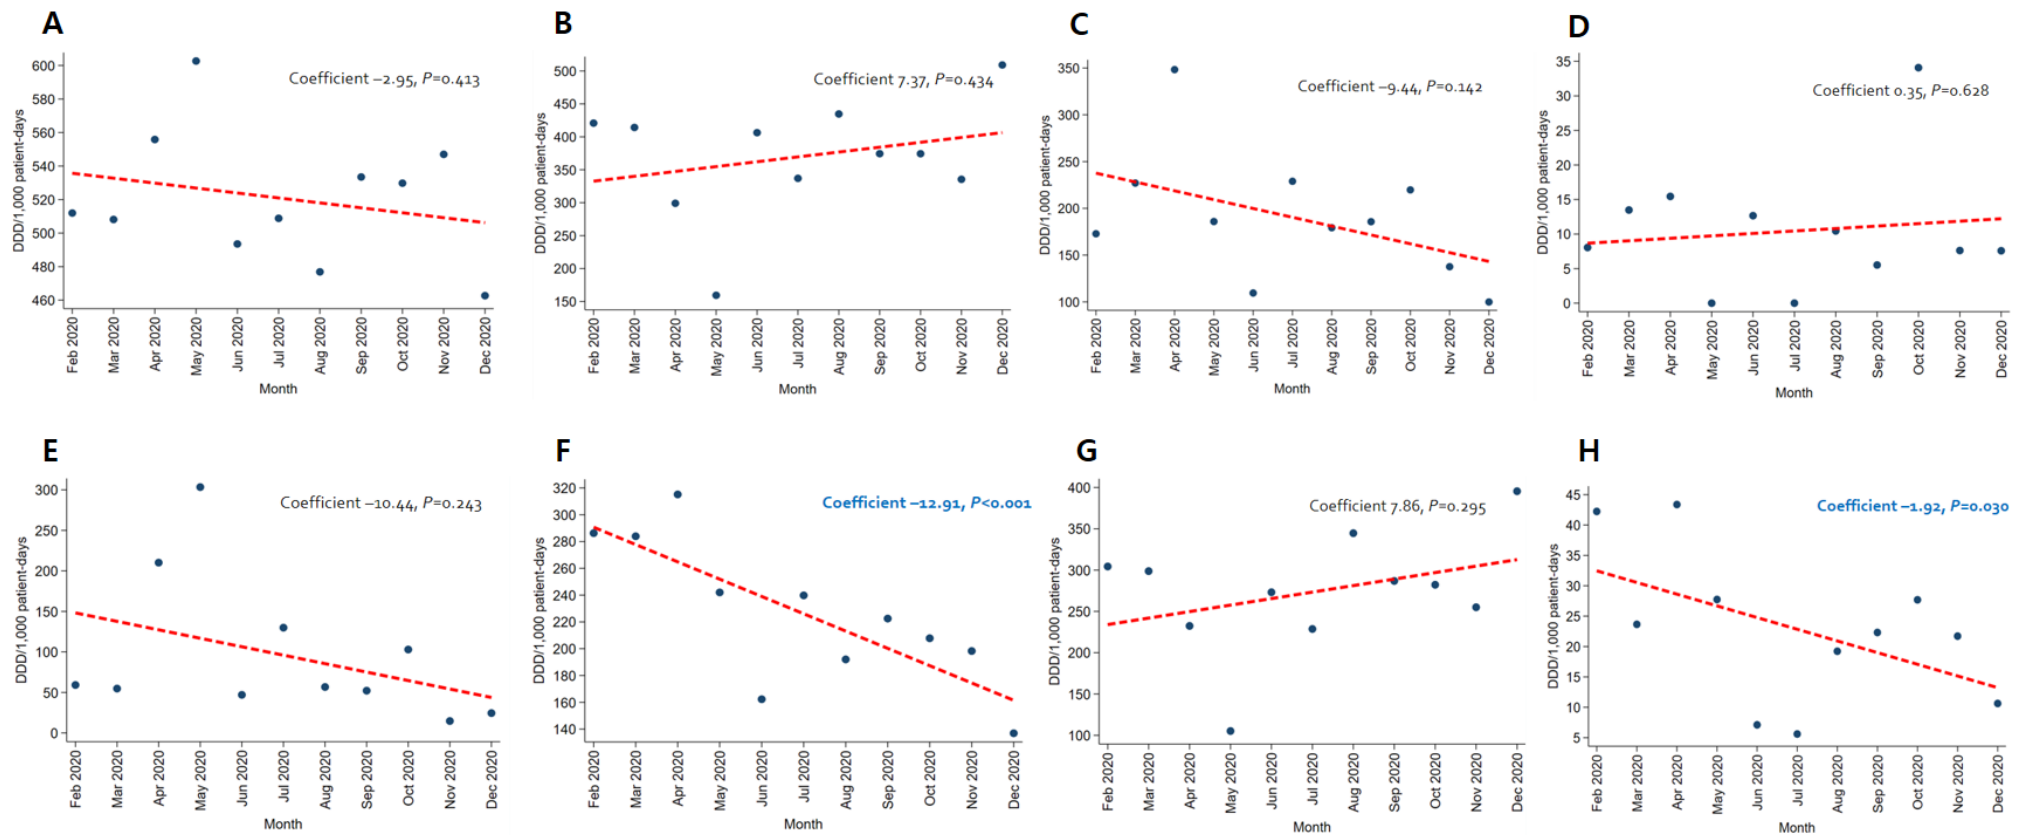 A
DDD/1,000 patient-days
600
580
560
540
520
500
480
460
Coefficient –2.95, P=0.413
Feb 2020
Mar 2020
Apr 2020
May 2020
Jun 2020
Jul 2020
Aug 2020
Sep 2020
Oct 2020
Nov 2020
Dec 2020
Month
B
DDD/1,000 patient-days
500
450
400
350
300
250
200
150
Coefficient 7.37, P=0.434
Feb 2020
Mar 2020
Apr 2020
May 2020
Jun 2020
Jul 2020
Aug 2020
Sep 2020
Oct 2020
Nov 2020
Dec 2020
Month
C
DDD/1,000 patient-days
350
300
250
200
150
100
Coefficient –9.44, P=0.142
Feb 2020
Mar 2020
Apr 2020
May 2020
Jun 2020
Jul 2020
Aug 2020
Sep 2020
Oct 2020
Nov 2020
Dec 2020
Month
D
DDD/1,000 patient-days
35
30
25
20
15
10
5
0
Coefficient 0.35, P=0.628
Feb 2020
Mar 2020
Apr 2020
May 2020
Jun 2020
Jul 2020
Aug 2020
Sep 2020
Oct 2020
Nov 2020
Dec 2020
Month
E
DDD/1,000 patient-days
300
250
200
150
100
50
0
Coefficient –10.44, P=0.243
Feb 2020
Mar 2020
Apr 2020
May 2020
Jun 2020
Jul 2020
Aug 2020
Sep 2020
Oct 2020
Nov 2020
Dec 2020
Month
F
DDD/1,000 patient-days
320
300
280
260
240
220
200
180
160
140
Coefficient –12.91, P<0.001
Feb 2020
Mar 2020
Apr 2020
May 2020
Jun 2020
Jul 2020
Aug 2020
Sep 2020
Oct 2020
Nov 2020
Dec 2020
Month
G
DDD/1,000 patient-days
400
350
300
250
200
150
100
Coefficient 7.86, P=0.295
Feb 2020
Mar 2020
Apr 2020
May 2020
Jun 2020
Jul 2020
Aug 2020
Sep 2020
Oct 2020
Nov 2020
Dec 2020
Month
H
DDD/1,000 patient-days
45
40
35
30
25
20
15
10
5
Coefficient –1.92, P=0.030
Feb 2020
Mar 2020
Apr 2020
May 2020
Jun 2020
Jul 2020
Aug 2020
Sep 2020
Oct 2020
Nov 2020
Dec 2020
Month